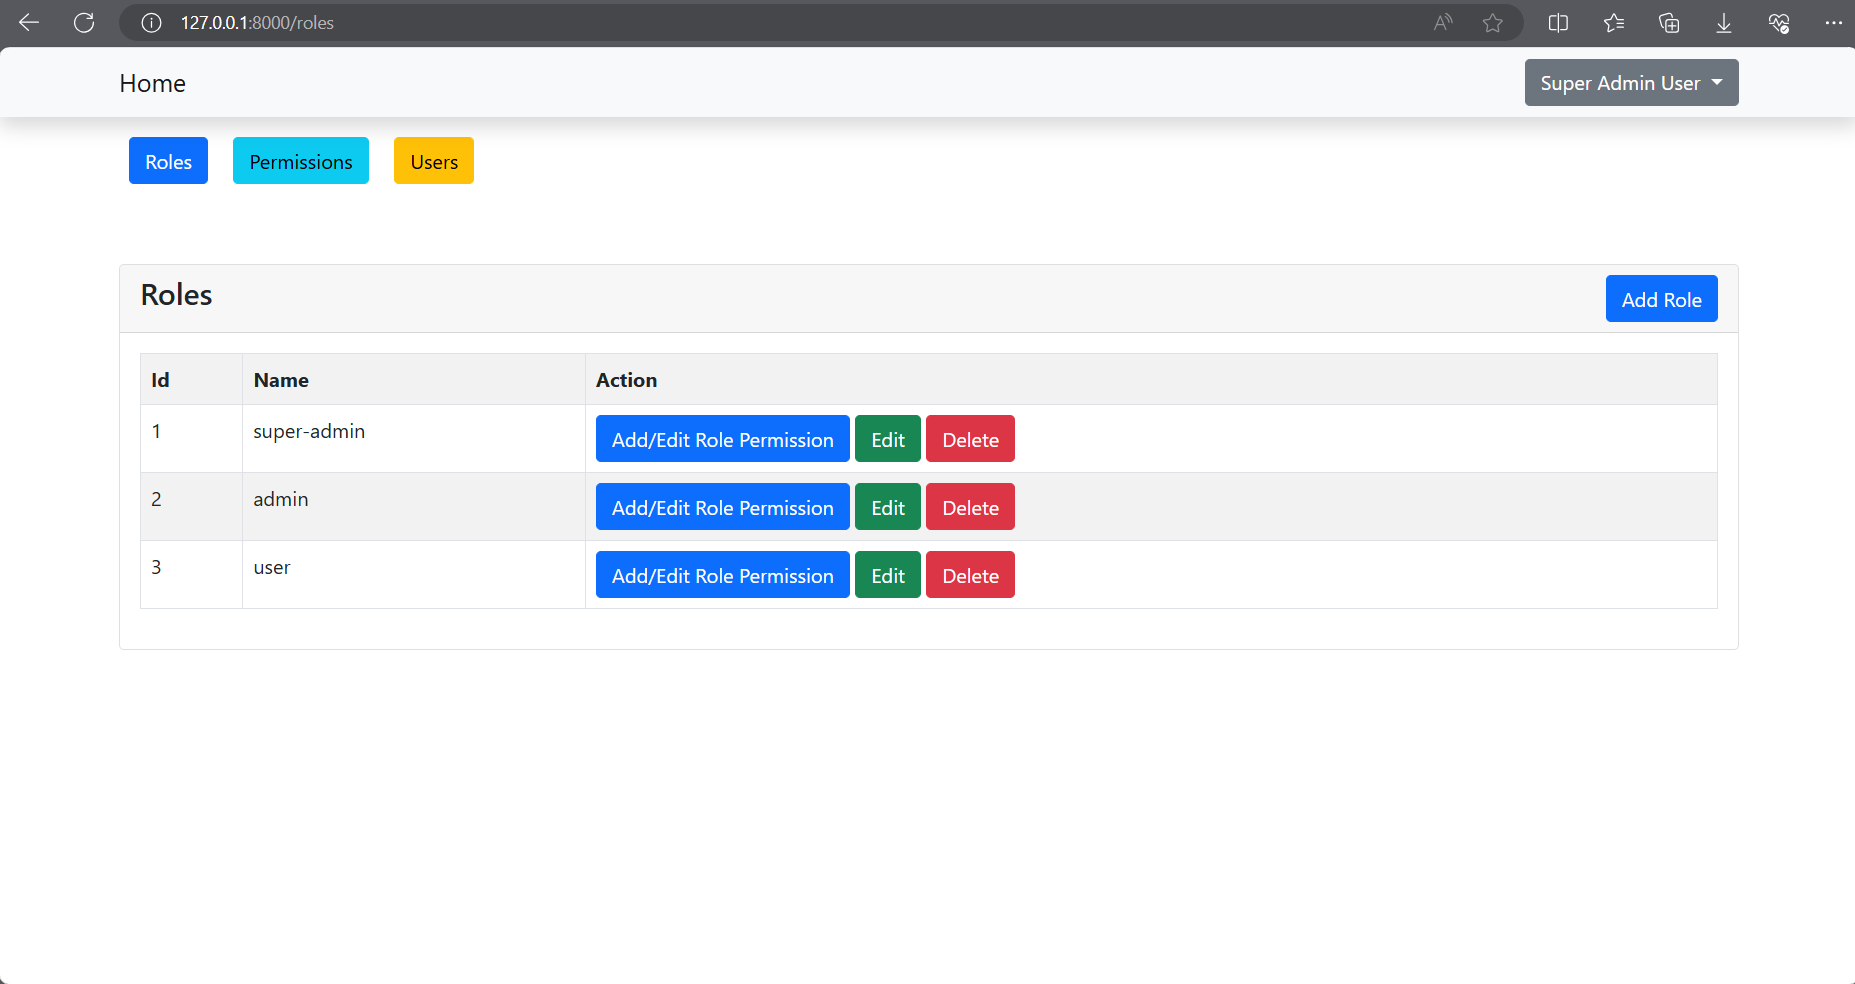 127.0.0.1:8000/roles
Home
Super Admin User
Roles Permissions Users
Roles
Add Role
Id Name Action
1 super-admin Add/Edit Role Permission Edit Delete
2 admin Add/Edit Role Permission Edit Delete
3 user Add/Edit Role Permission Edit Delete